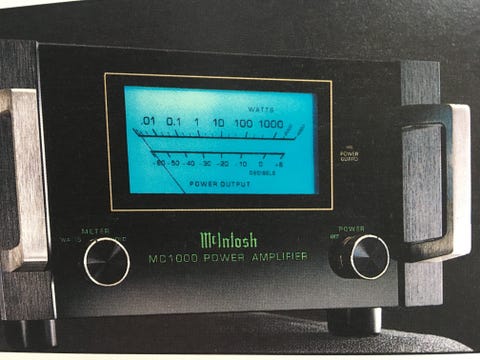 WATTS
.01 0.1 1 10 100 1000
-60 -50 -40 -30 -20 -10 0 +6
DECIBELS
POWER OUTPUT
POWER
GUARD
METER
WATTS
POWER
McIntosh
MC1000 POWER AMPLIFIER